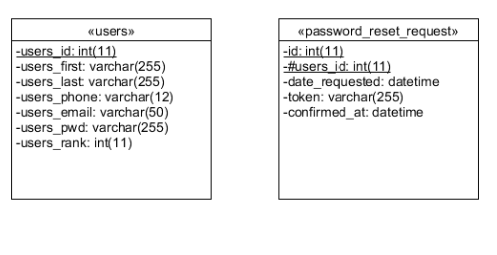 «users»
-users_id: int(11)
-users_first: varchar(255)
-users_last: varchar(255)
-users_phone: varchar(12)
-users_email: varchar(50)
-users_pwd: varchar(255)
-users_rank: int(11)
«password_reset_request»
-id: int(11)
-#users_id: int(11)
-date_requested: datetime
-token: varchar(255)
-confirmed_at: datetime